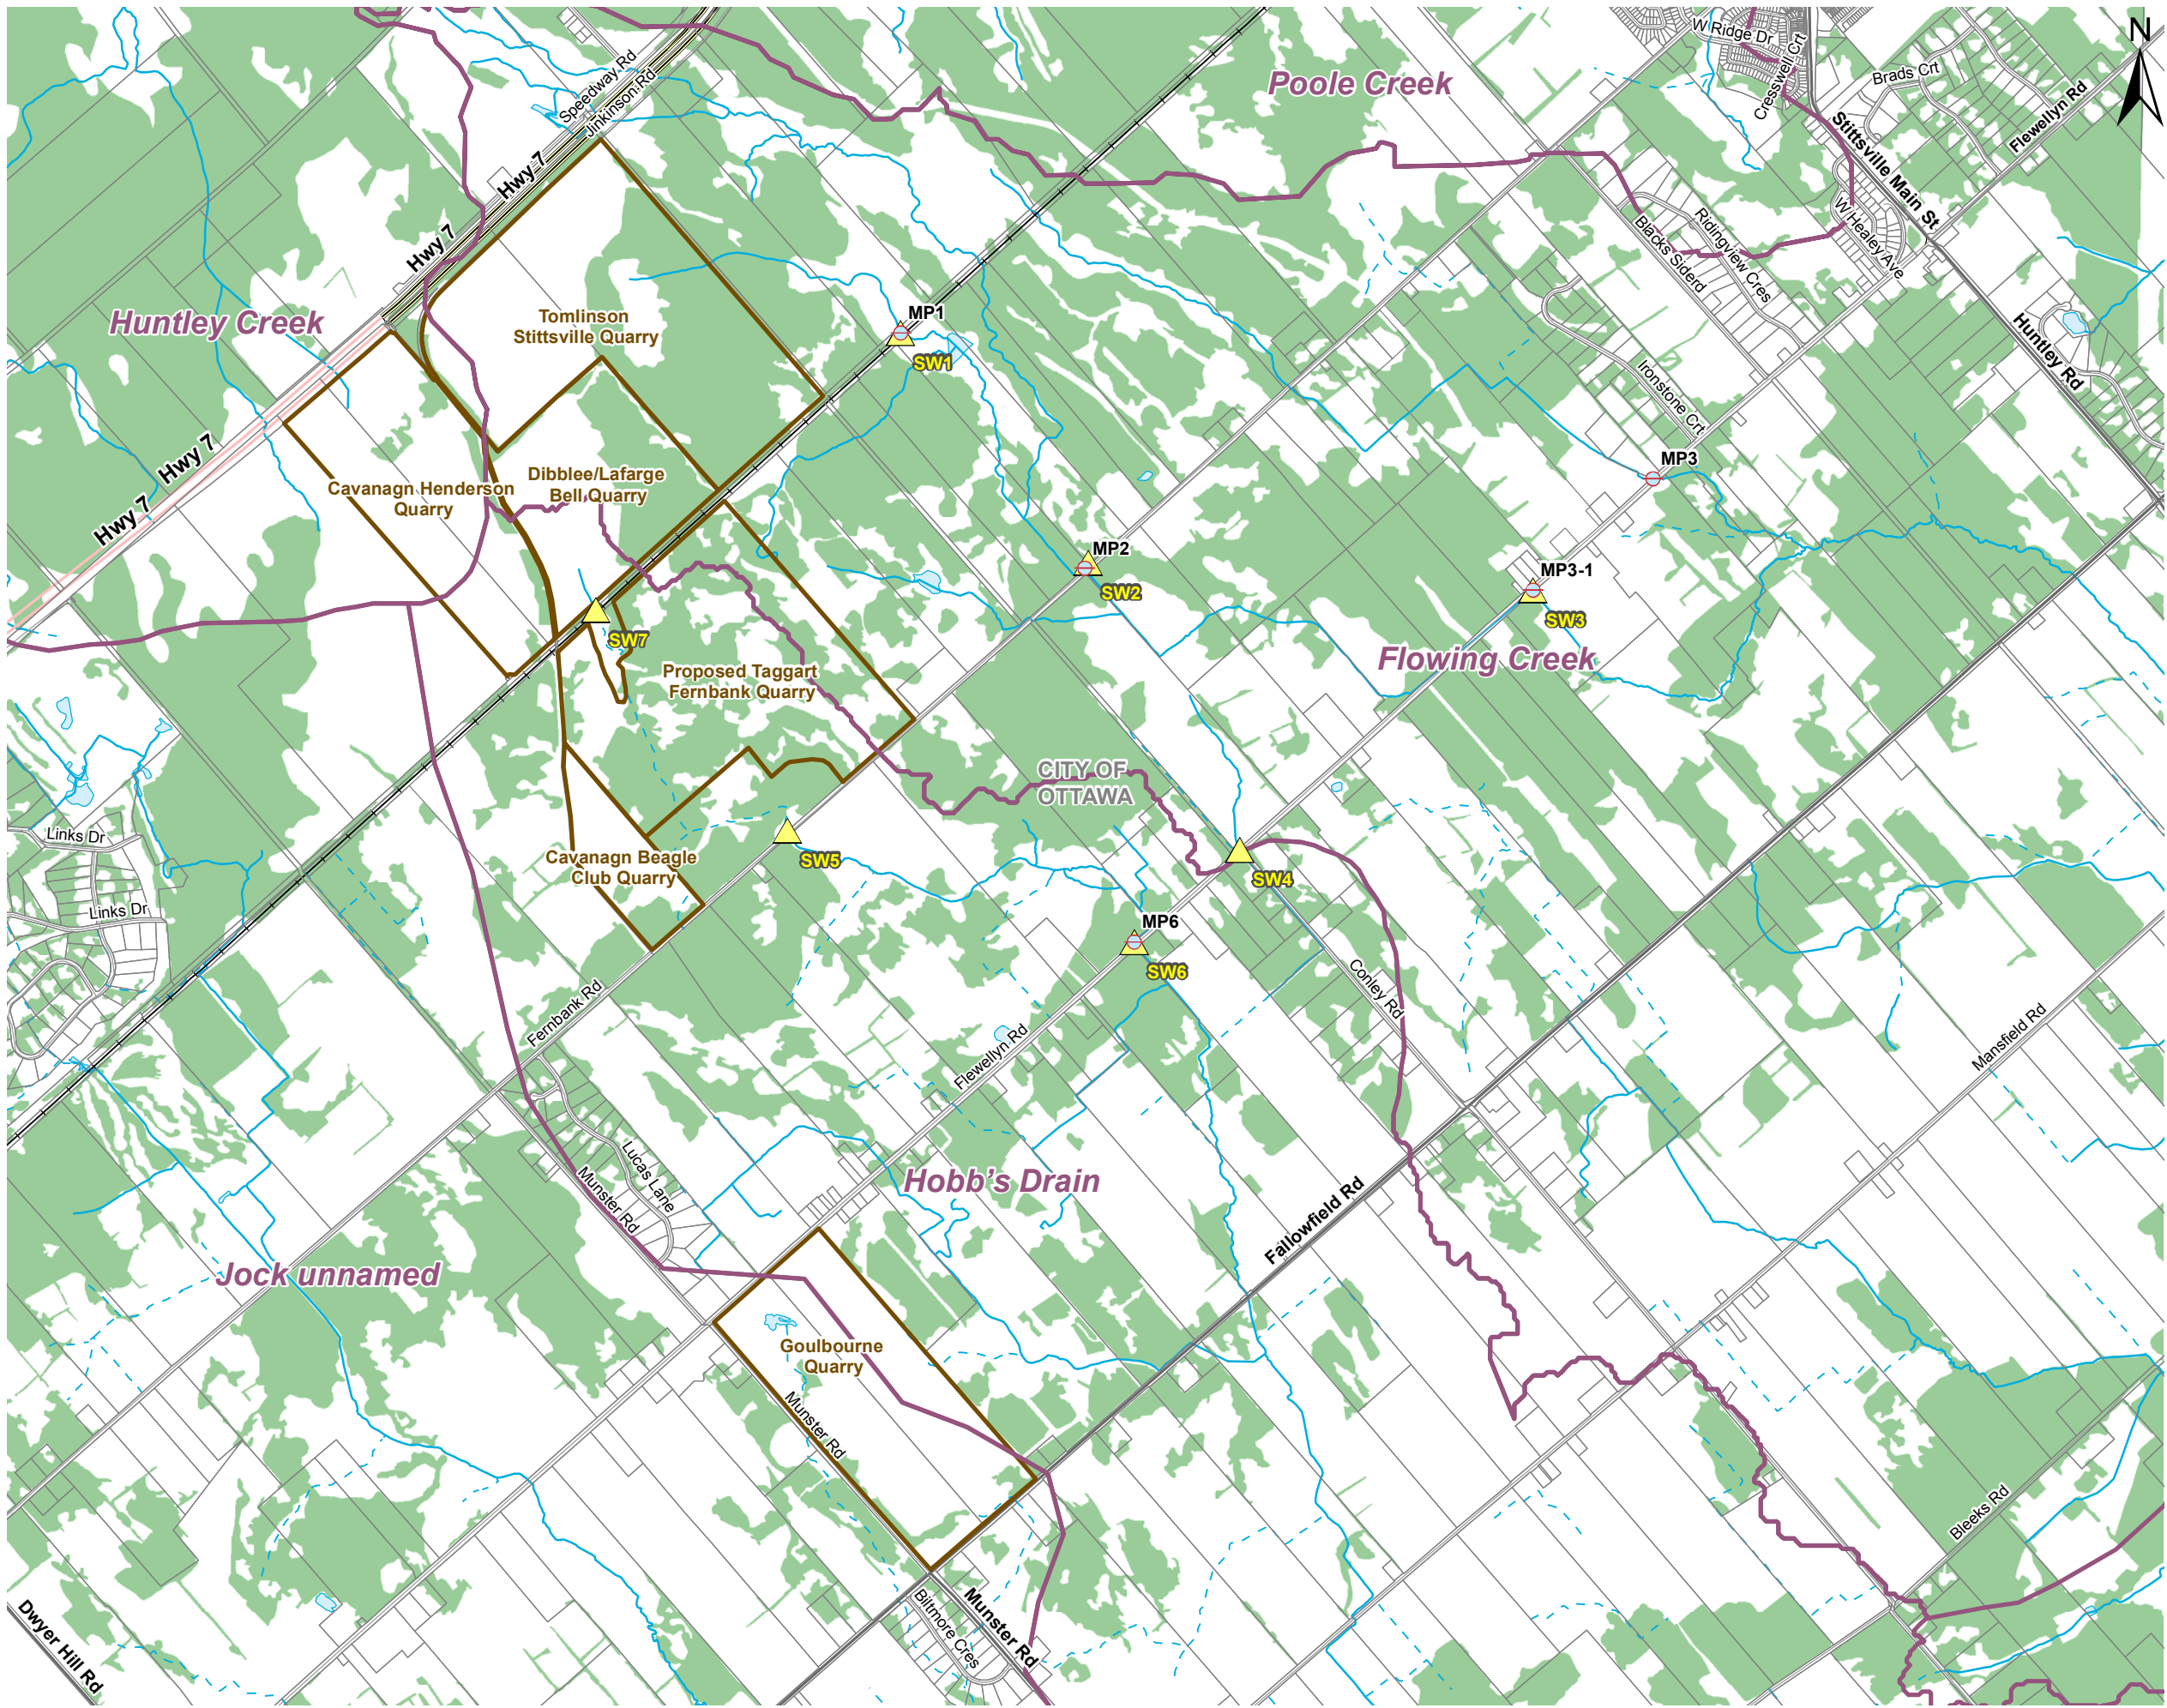 N
W Ridge Dr
Cresswell Crt
Brads Crt
Flewellyn Rd
Stittsville Main St
Poole Creek
Speedway Rd
Jinkinson Rd
Hwy 7
Hwy 7
W Healey Ave
Ridingview Cres
Blacks Siderd
Huntley Creek
Tomlinson
Stittsville Quarry
MP1
SW1
Huntley Rd
Ironstone Crt
MP3
Hwy 7
Hwy 7
Cavanagn Henderson
Quarry
Dibblee/Lafarge
Bell Quarry
MP2
SW2
MP3-1
SW3
SW7
Flowing Creek
Proposed Taggart
Fernbank Quarry
CITY OF
OTTAWA
Links Dr
SW5
Cavanagn Beagle
Club Quarry
SW4
Links Dr
MP6
SW6
Conley Rd
Fernbank Rd
Flewellyn Rd
Mansfield Rd
Lucas Lane
Munster Rd
Hobb's Drain
Fallowfield Rd
Jock unnamed
Goulbourne
Quarry
Munster Rd
Bleeks Rd
Dwyer Hill Rd
Biltmore Cres
Munster Rd